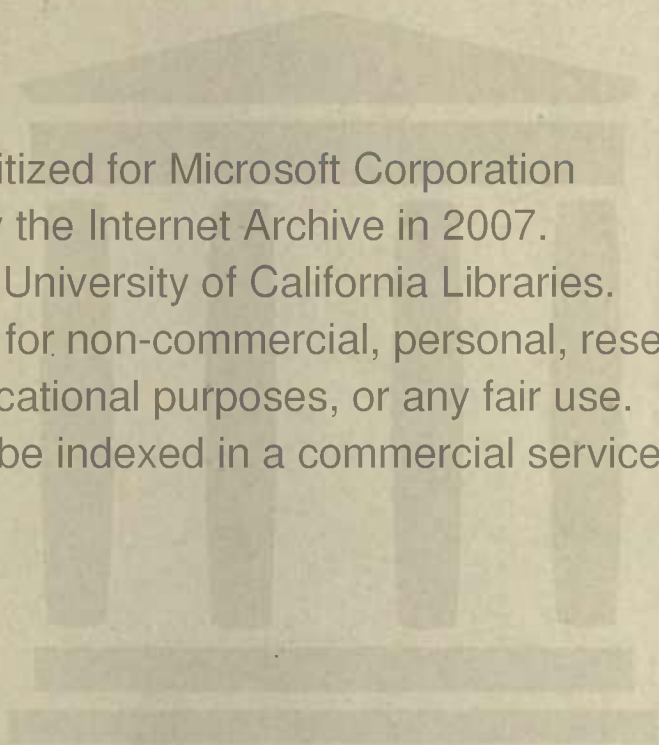 itized for Microsoft Corporation
the Internet Archive in 2007.
University of California Libraries.
for non-commercial, personal, rese
cational purposes, or any fair use.
be indexed in a commercial service